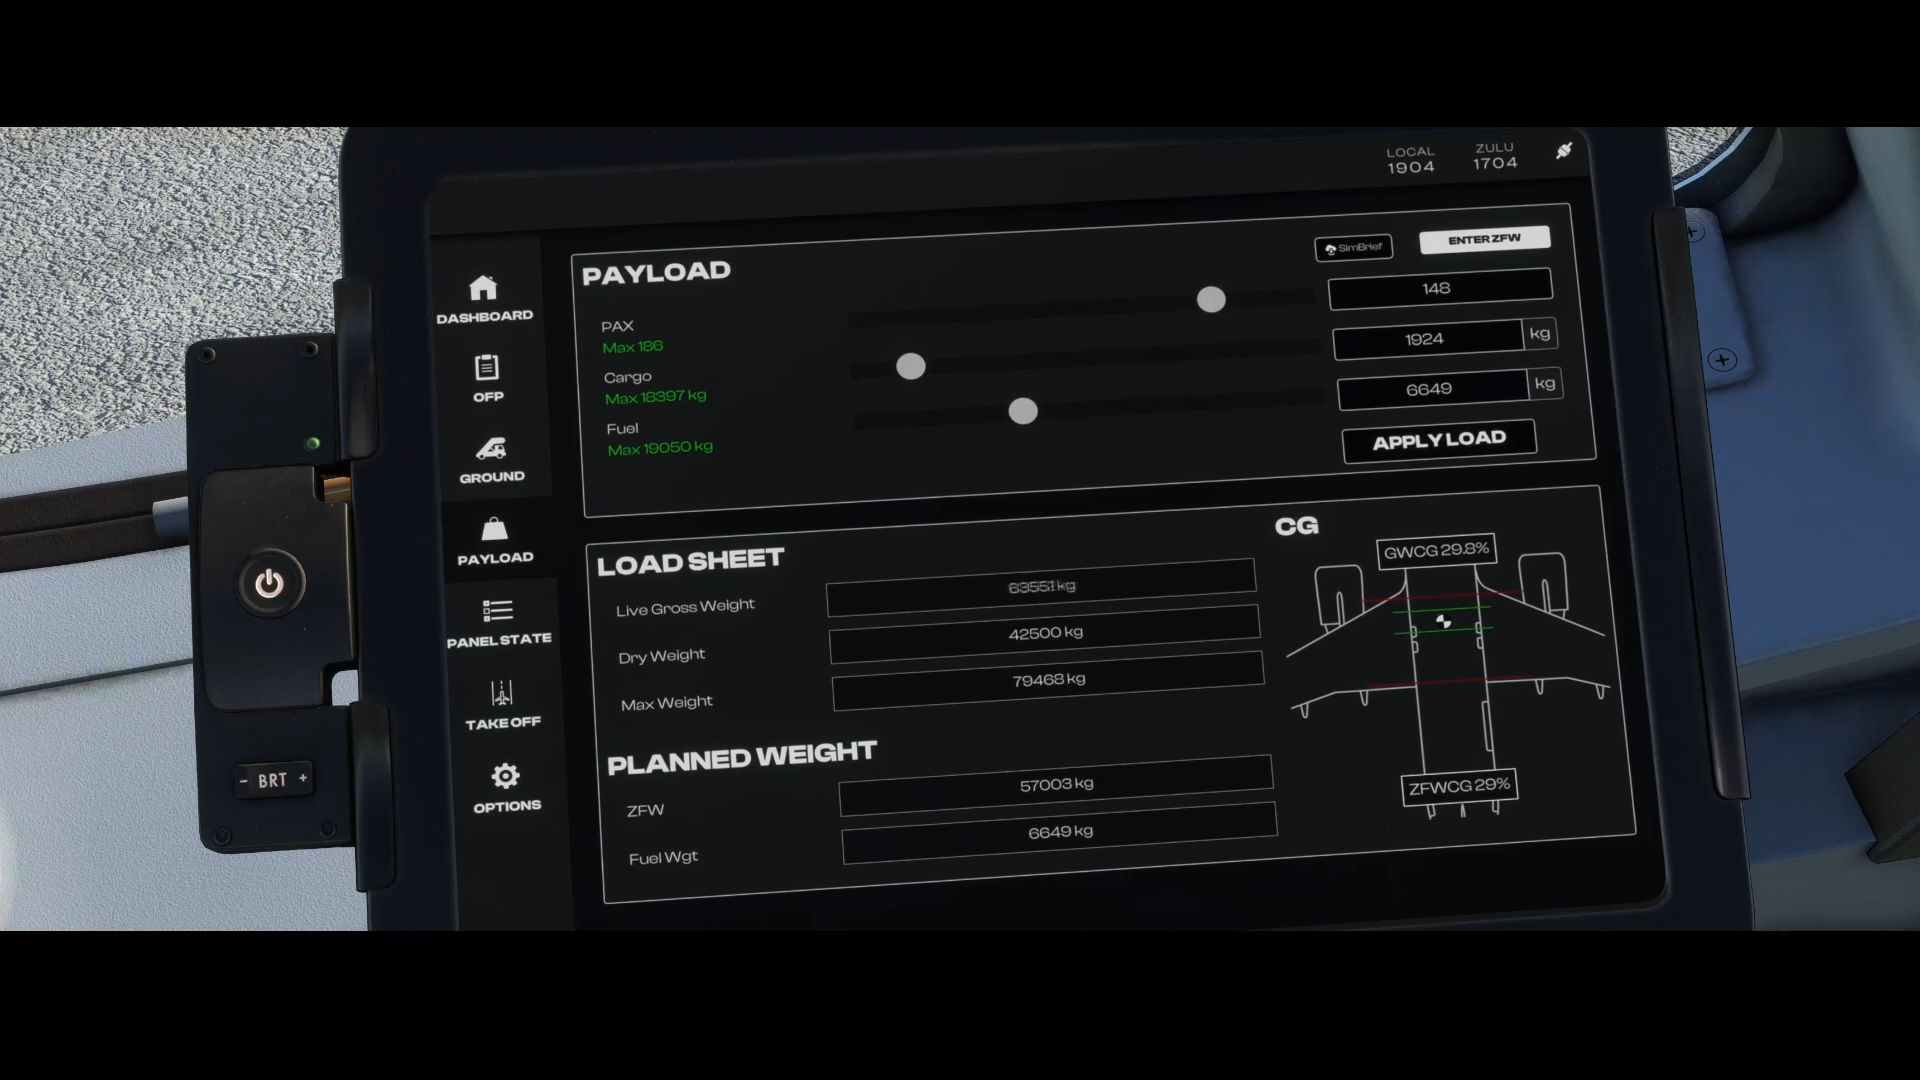 LOCAL
1904
ZULU
1704
DASHBOARD
OFP
GROUND
PAYLOAD
PANEL STATE
TAKE OFF
OPTIONS
- BRT +
PAYLOAD
SimBrief
ENTER ZFW
PAX
Max 186
148
Cargo
Max 18397 kg
1924
kg
Fuel
Max 19050 kg
6649
kg
APPLY LOAD
LOAD SHEET
Live Gross Weight
Dry Weight
42500 kg
Max Weight
79468 kg
PLANNED WEIGHT
ZFW
57003 kg
Fuel Wgt
6649 kg
CG
GWCG 29.8%
ZFWCG 29%